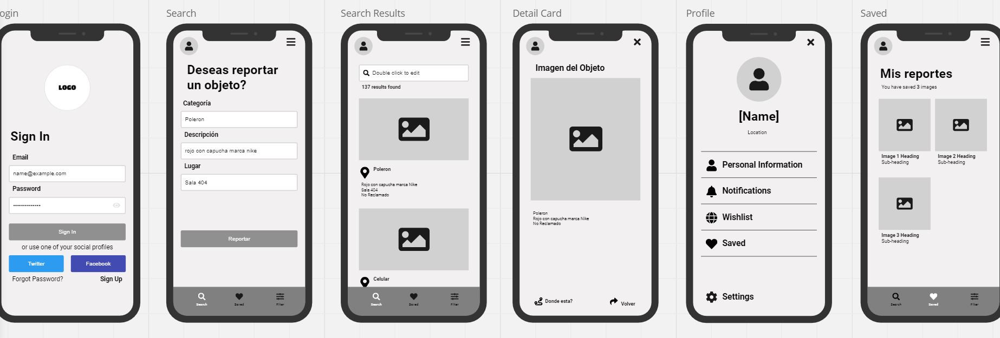 ogin
LOGO
Sign In
Email
name@example.com
Password
Sign In
or use one of your social profiles
Twitter
Facebook
Forgot Password?
Sign Up
Search
Deseas reportar
un objeto?
Categoría
Poleron
Descripción
rojo con capucha marca nike
Lugar
Sala 404
Reportar
Search
Saved
Filter
Search Results
Double click to edit
137 results found
Poleron
Rojo con capucha marca Nike
Sala 404
No Reclamado
Celular
Search
Saved
Filter
Detail Card
Imagen del Objeto
Poleron
Rojo con capucha marca Nike
No Reclamado
Donde esta?
Volver
Profile
[Name]
Location
Personal Information
Notifications
Wishlist
Saved
Settings
Saved
Mis reportes
You have saved 3 images
Image 1 Heading
Sub-heading
Image 2 Heading
Sub-heading
Image 3 Heading
Sub-heading
Search
Saved
Filter